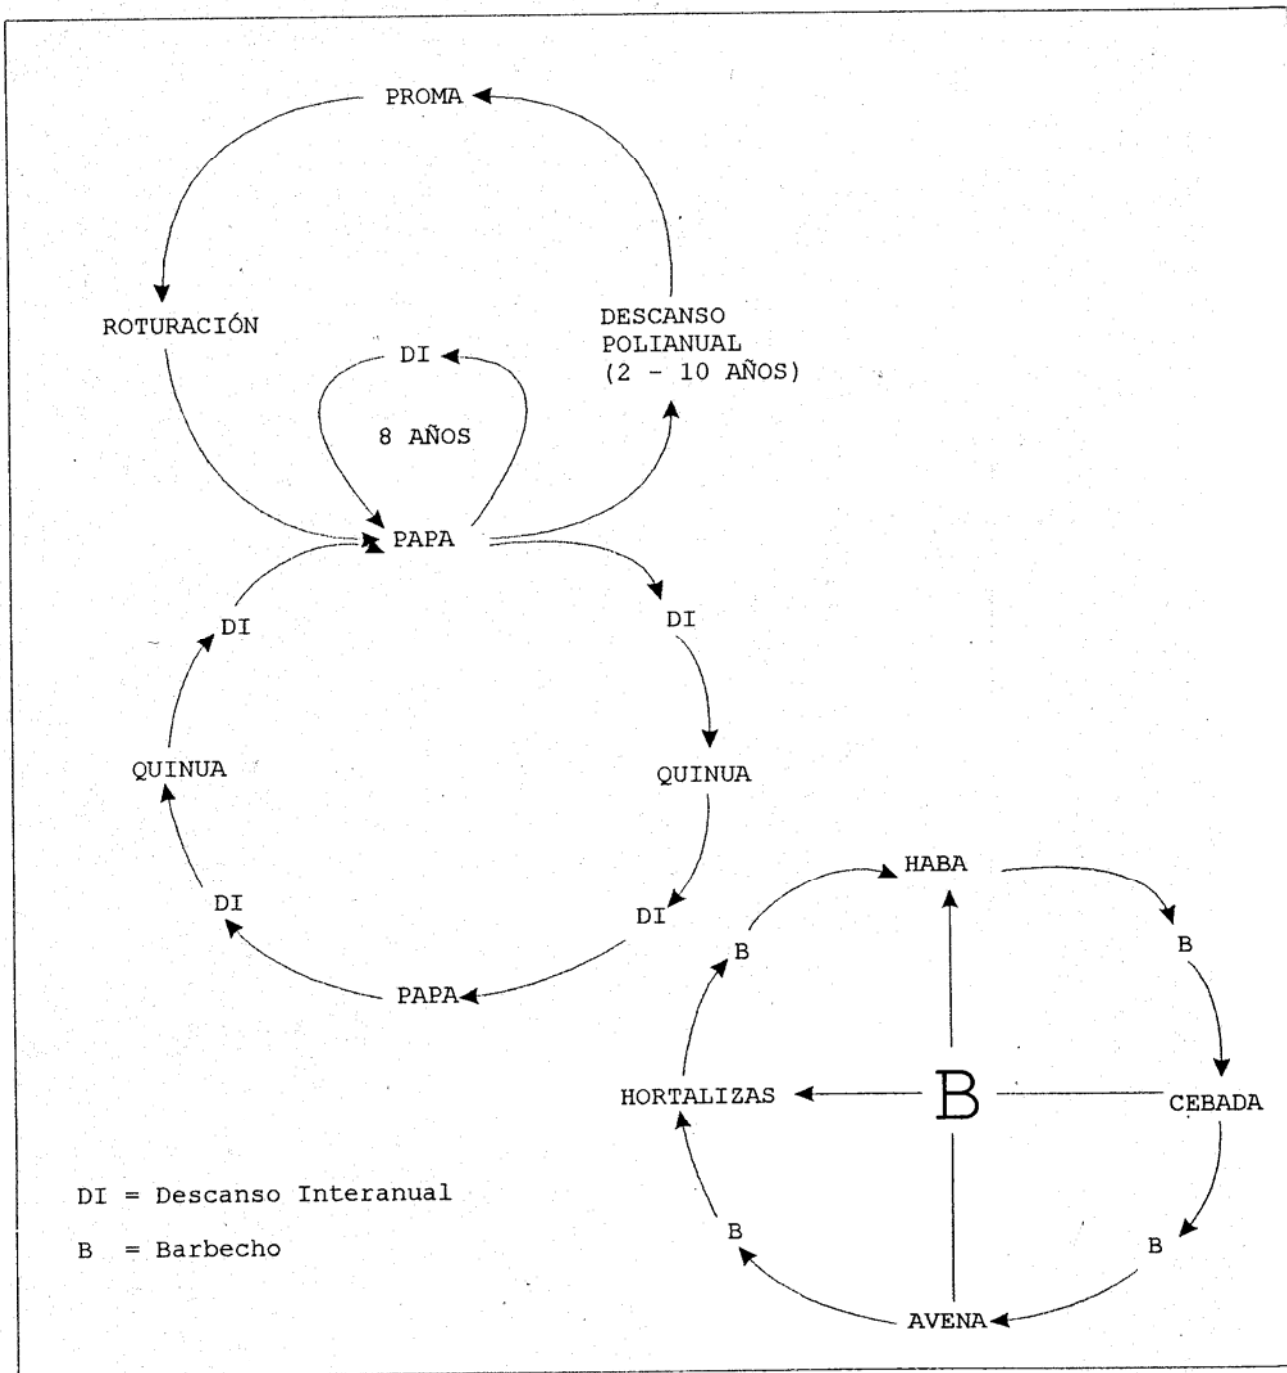 PROMA
ROTURACIÓN
DESCANSO
POLIANUAL
(2 - 10 AÑOS)
DI
8 AÑOS
PAPA
DI
DI
QUINUA
QUINUA
DI
DI
PAPA
HABA
B
B
HORTALIZAS
B
CEBADA
B
B
AVENA
DI = Descanso Interanual
B = Barbecho